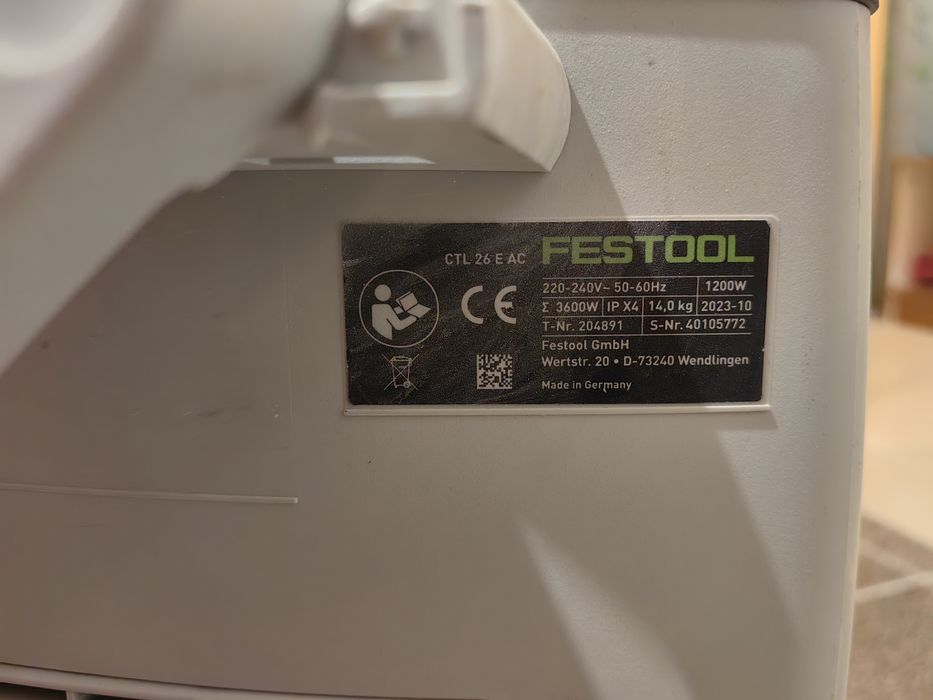 CTL 26 E AC FESTOOL
220-240V~ 50-60Hz 1200W
Σ 3600W IP X4 14,0 kg 2023-10
T-Nr. 204891 S-Nr. 40105772
Festool GmbH
Wertstr. 20 • D-73240 Wendlingen
Made in Germany
CE